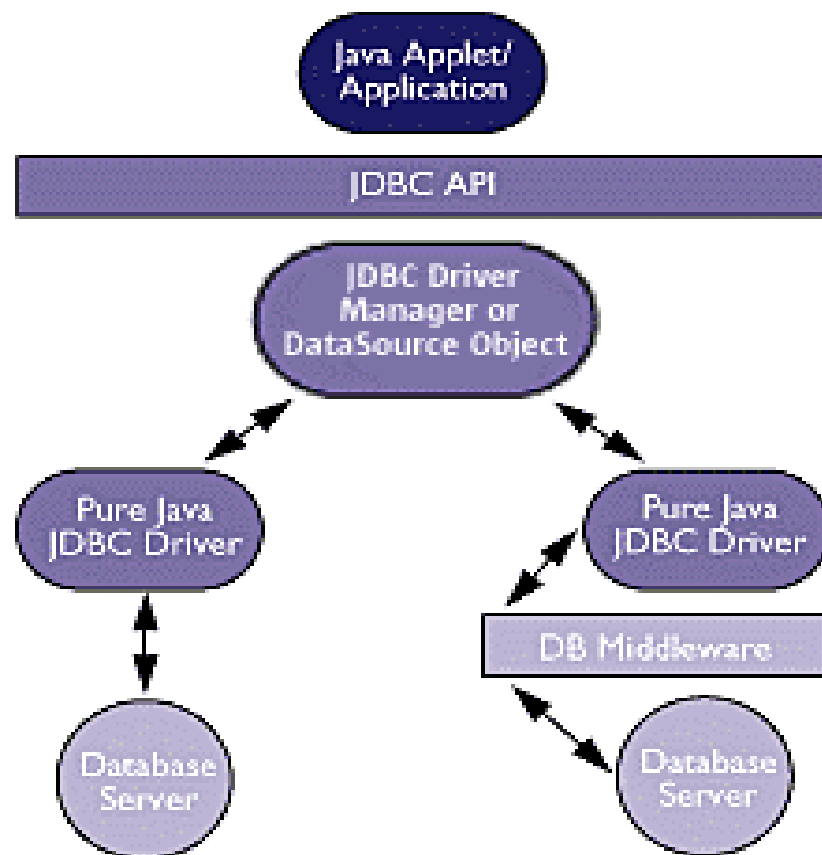 Java Applet/
Application
JDBC API
JDBC Driver
Manager or
DataSource Object
Pure Java
JDBC Driver
Pure Java
JDBC Driver
DB Middleware
Database
Server
Database
Server